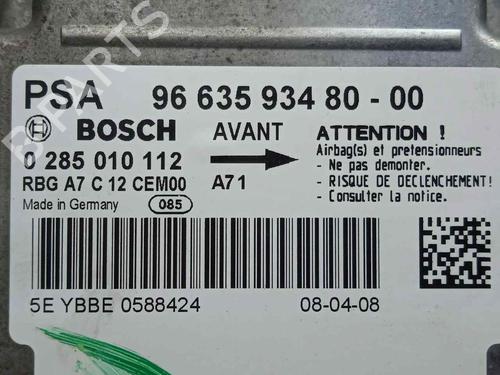 PSA 96 635 934 80 - 00
BOSCH AVANT ATTENTION !
0 285 010 112 Airbag(s) et pretensionneurs
- Ne pas demonter.
RBG A7 C 12 CEM00 A71 - RISQUE DE DECLENCHEMENT!
Made in Germany 085 - Consulter la notice.
5E YBBE 0588424 08-04-08
B-PARTS